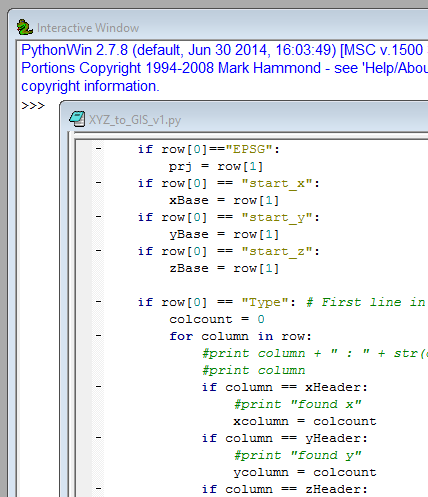 Interactive Window
PythonWin 2.7.8 (default, Jun 30 2014, 16:03:49) [MSC v.1500
Portions Copyright 1994-2008 Mark Hammond - see 'Help/Abou
copyright information.
>>>
XYZ_to_GIS_v1.py
if row[0]=="EPSG":
prj = row[1]
if row[0] == "start_x":
xBase = row[1]
if row[0] == "start_y":
yBase = row[1]
if row[0] == "start_z":
zBase = row[1]
if row[0] == "Type": # First line in
colcount = 0
for column in row:
#print column + " : " + str(
#print column
if column == xHeader:
#print "found x"
xcolumn = colcount
if column == yHeader:
#print "found y"
ycolumn = colcount
if column == zHeader: